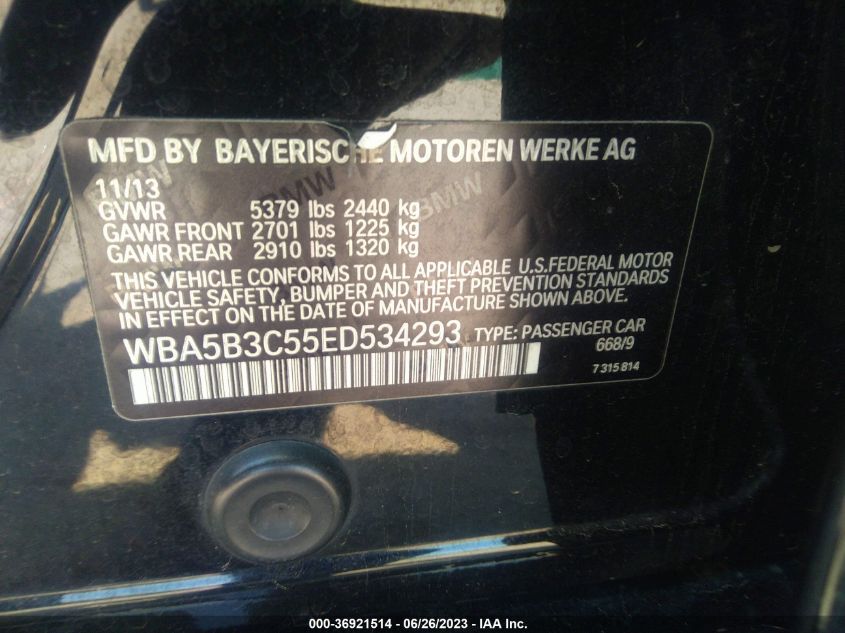 MFD BY BAYERISCHE MOTOREN WERKE AG
11/13
GVWR 5379 lbs 2440 kg
GAWR FRONT 2701 lbs 1225 kg
GAWR REAR 2910 lbs 1320 kg
THIS VEHICLE CONFORMS TO ALL APPLICABLE U.S.FEDERAL MOTOR
VEHICLE SAFETY, BUMPER AND THEFT PREVENTION STANDARDS
IN EFFECT ON THE DATE OF MANUFACTURE SHOWN ABOVE.
WBA5B3C55ED534293 TYPE: PASSENGER CAR
668/9
7 315 814
BMW
BMW
BMW
000-36921514 - 06/26/2023 - IAA Inc.